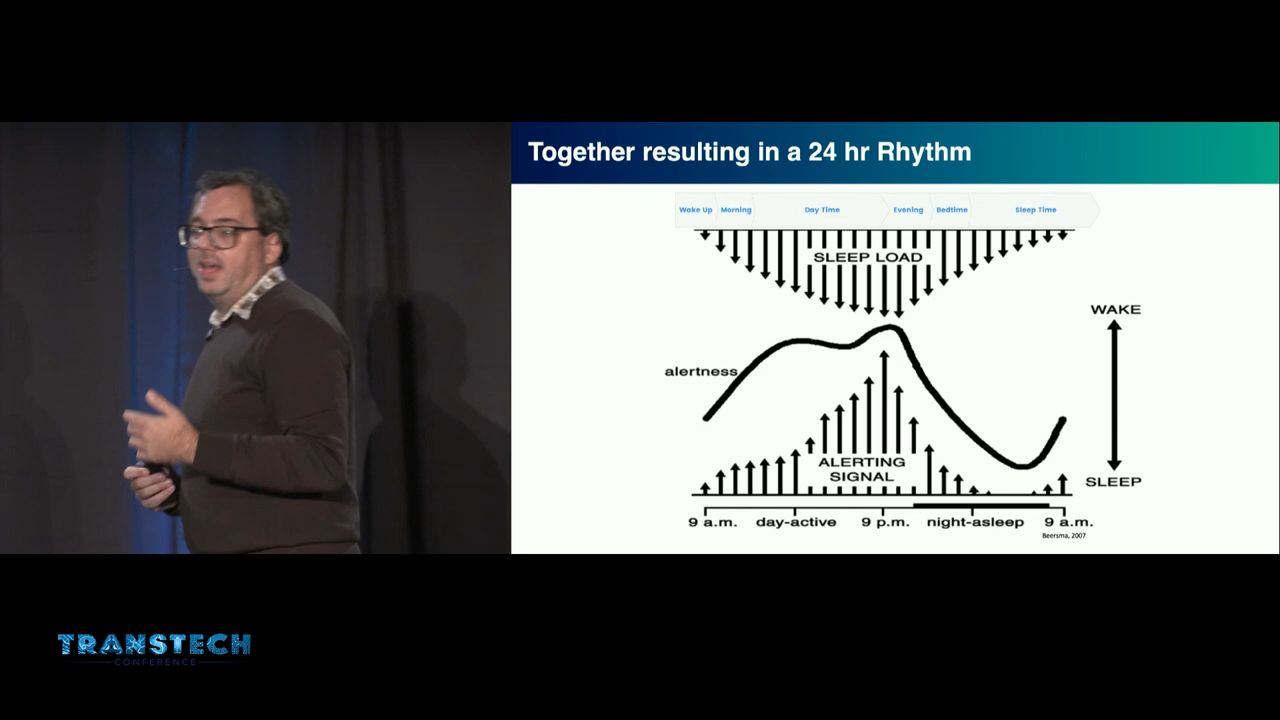 Together resulting in a 24 hr Rhythm
Wake Up Morning Day Time Evening Bedtime Sleep Time
SLEEP LOAD
WAKE
alertness
ALERTING
SIGNAL
SLEEP
9 a.m. day-active 9 p.m. night-asleep 9 a.m.
Beersma, 2007
TRANSTECH
CONFERENCE